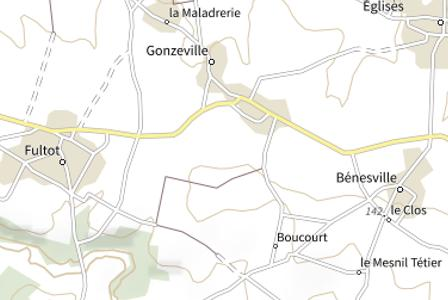 Églises
la Maladrerie
Gonzeville
Fultot
Bénesville
142
le Clos
Boucourt
le Mesnil Tétier